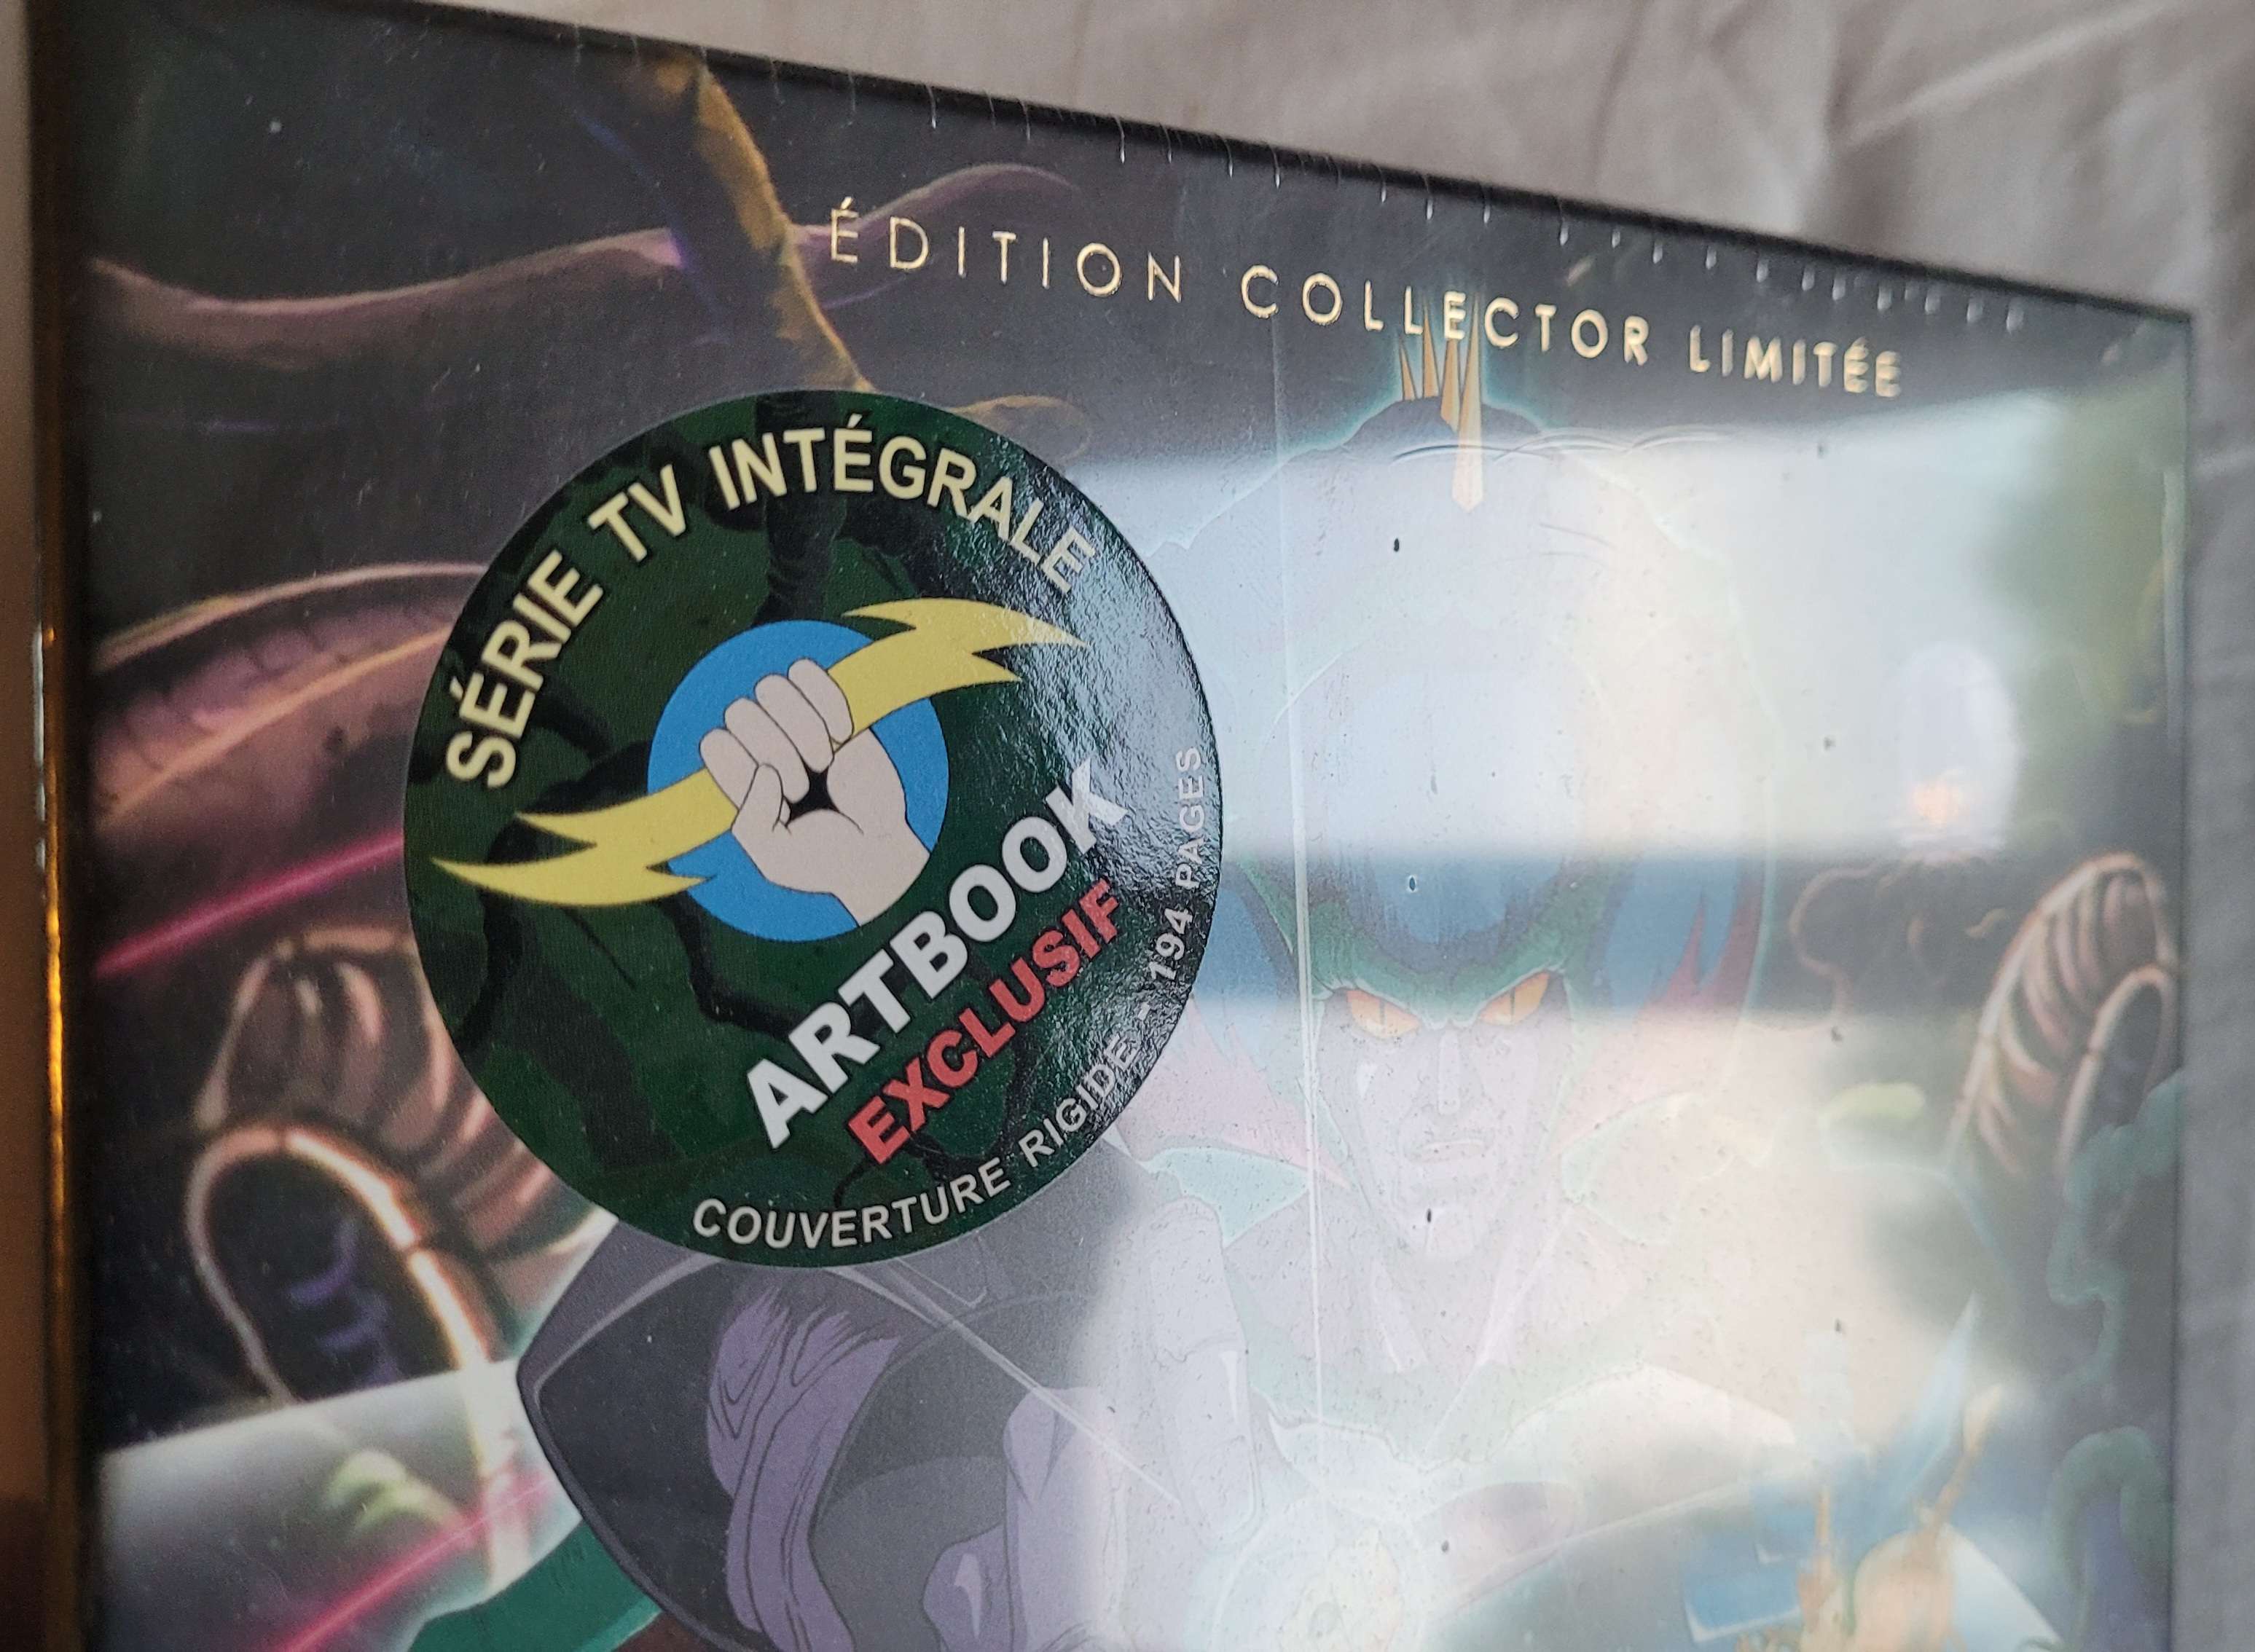 ÉDITION COLLECTOR LIMITÉE
SÉRIE TV INTÉGRALE
ARTBOOK
EXCLUSIF
COUVERTURE RIGIDE - 194 PAGES